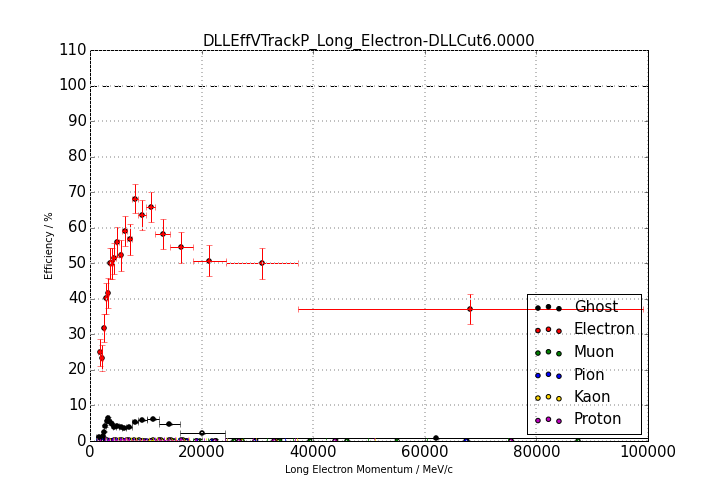 DLLEffVTrackP_Long_Electron-DLLCut6.0000
110
100
90
80
70
60
50
40
30
20
10
0
Efficiency / %
Ghost
Electron
Muon
Pion
Kaon
Proton
0 20000 40000 60000 80000 100000
Long Electron Momentum / MeV/c